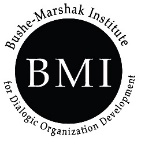 Bushe-Marshak Institute
BMI
for Dialogic Organization Development